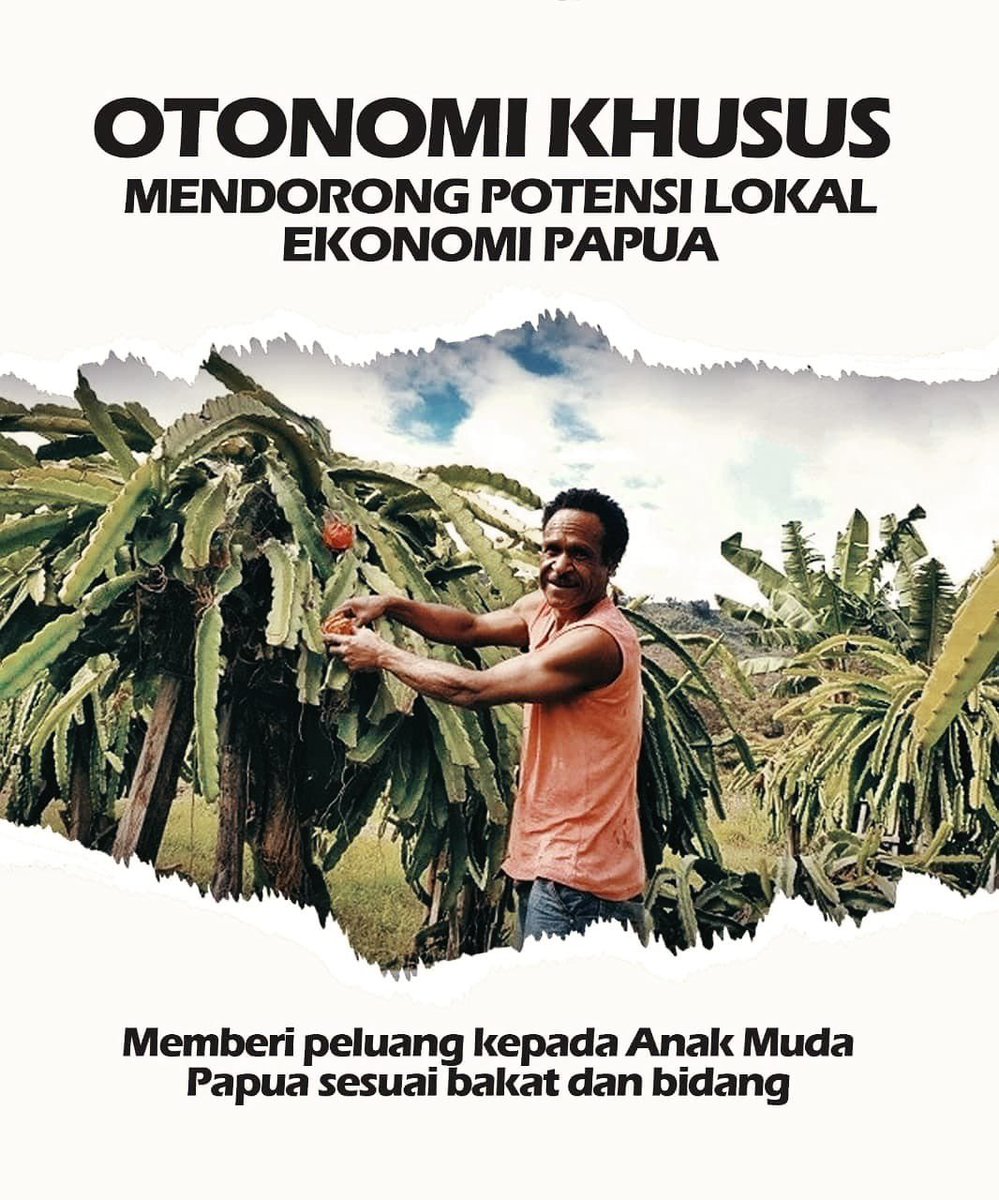 OTONOMI KHUSUS
MENDORONG POTENSI LOKAL
EKONOMI PAPUA
Memberi peluang kepada Anak Muda
Papua sesuai bakat dan bidang